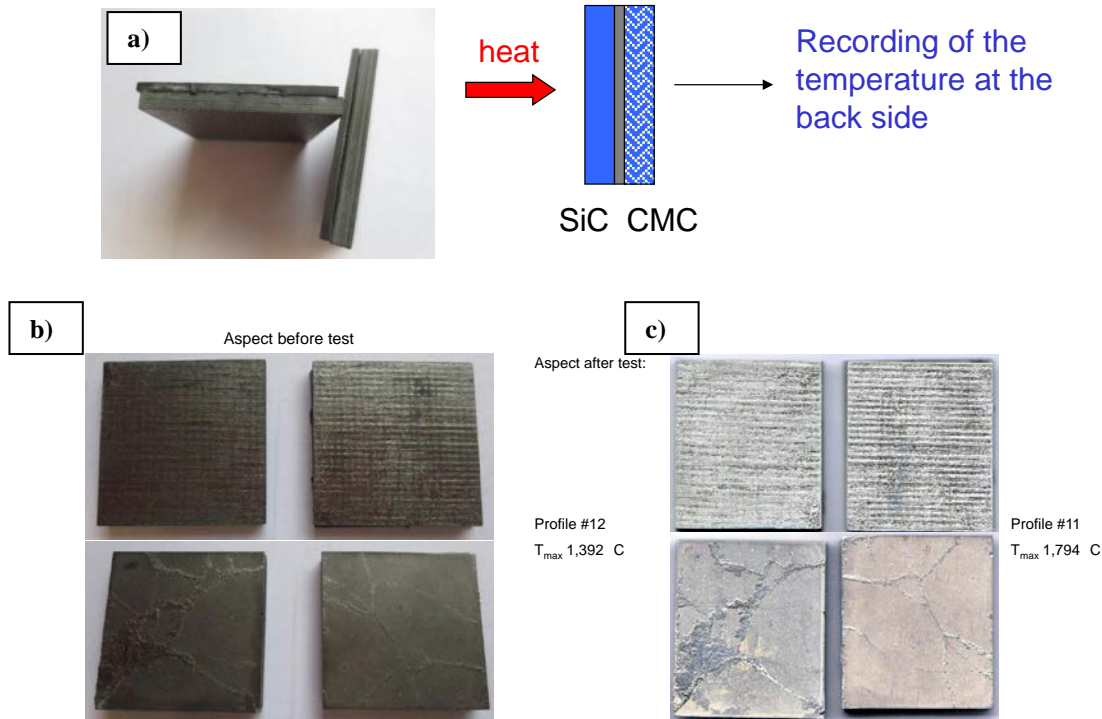 a)
heat
Recording of the
temperature at the
back side
SiC CMC
b)
Aspect before test
c)
Aspect after test:
Profile #12
Tmax 1,392 C
Profile #11
Tmax 1,794 C